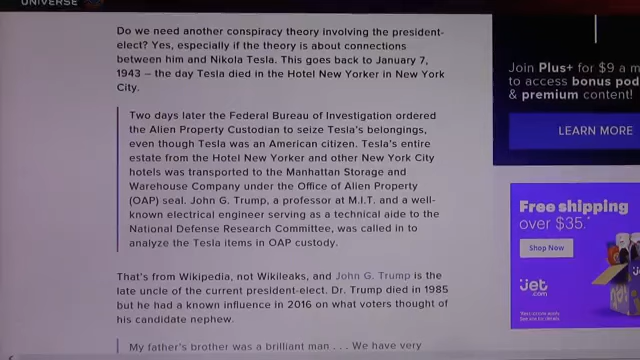 UNIVERSE
Do we need another conspiracy theory involving the president-
elect? Yes, especially if the theory is about connections
between him and Nikola Tesla. This goes back to January 7,
1943 – the day Tesla died in the Hotel New Yorker in New York
City.
Two days later the Federal Bureau of Investigation ordered
the Alien Property Custodian to seize Tesla's belongings,
even though Tesla was an American citizen. Tesla's entire
estate from the Hotel New Yorker and other New York City
hotels was transported to the Manhattan Storage and
Warehouse Company under the Office of Alien Property
(OAP) seal. John G. Trump, a professor at M.I.T. and a well-
known electrical engineer serving as a technical aide to the
National Defense Research Committee, was called in to
analyze the Tesla items in OAP custody.
That's from Wikipedia, not Wikileaks, and John G. Trump is the
late uncle of the current president-elect. Dr. Trump died in 1985
but he had a known influence in 2016 on what voters thought of
his candidate nephew.
My father's brother was a brilliant man . . . We have very
Join Plus+ for $9 a m
to access bonus pod
& premium content!
LEARN MORE
Free shipping
over $35.*
Shop Now
jet
.com